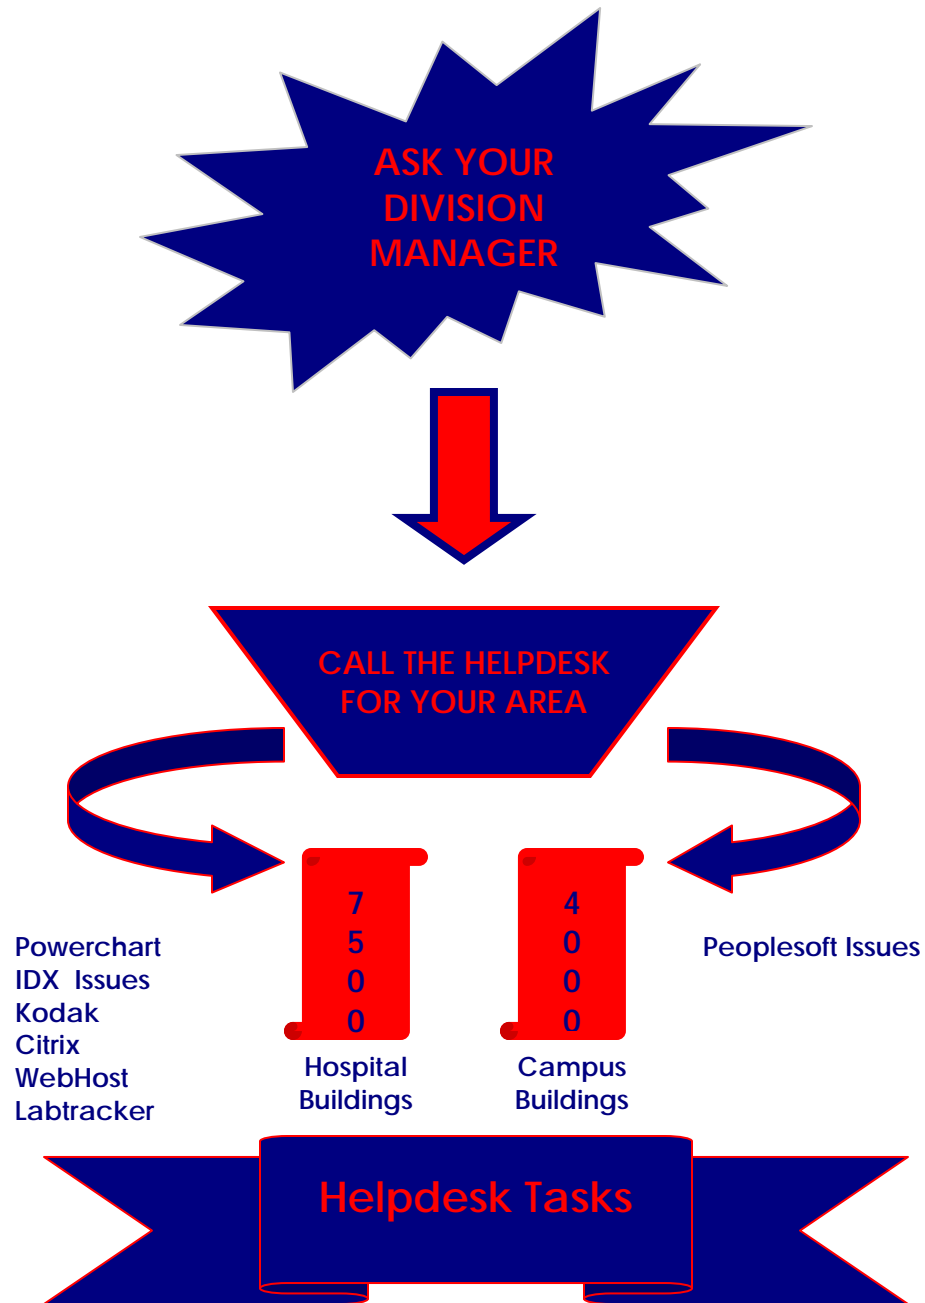 ASK YOUR
DIVISION
MANAGER
CALL THE HELPDESK
FOR YOUR AREA
7
5
0
0
4
0
0
0
Powerchart
IDX  Issues
Kodak
Citrix
WebHost
Labtracker
Hospital
Buildings
Campus
Buildings
Peoplesoft Issues
Helpdesk Tasks